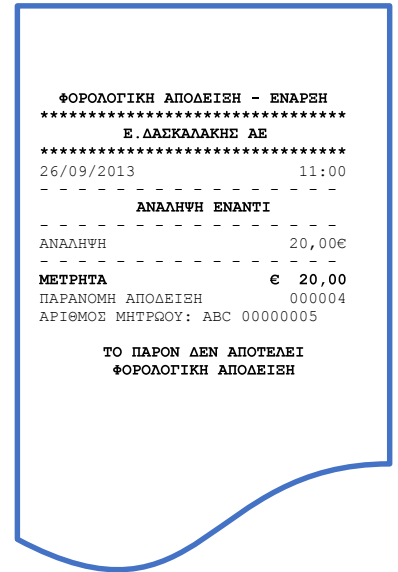 ΦΟΡΟΛΟΓΙΚΗ ΑΠΟΔΕΙΞΗ - ΕΝΑΡΞΗ
********************************
Ε.ΔΑΣΚΑΛΑΚΗΣ ΑΕ
********************************
26/09/2013 11:00
- - - - - - - - - - - - - - - -
ΑΝΑΛΗΨΗ ΕΝΑΝΤΙ
- - - - - - - - - - - - - - - -
ΑΝΑΛΗΨΗ 20,00€
- - - - - - - - - - - - - - - -
ΜΕΤΡΗΤΑ € 20,00
ΠΑΡΑΝΟΜΗ ΑΠΟΔΕΙΞΗ 000004
ΑΡΙΘΜΟΣ ΜΗΤΡΩΟΥ: ABC 00000005
ΤΟ ΠΑΡΟΝ ΔΕΝ ΑΠΟΤΕΛΕΙ
ΦΟΡΟΛΟΓΙΚΗ ΑΠΟΔΕΙΞΗ